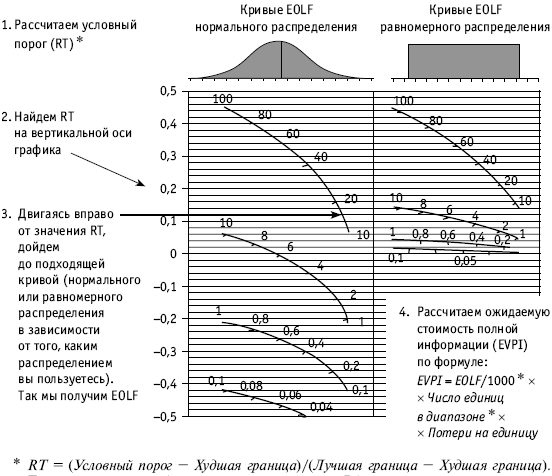 1. Рассчитаем условный
порог (RT) *
2. Найдем RT
на вертикальной оси
графика
3. Двигаясь вправо
от значения RT,
дойдем
до подходящей
кривой (нормального
или равномерного
распределения
в зависимости
от того, каким
распределением
вы пользуетесь).
Так мы получим EOLF
Кривые EOLF
нормального распределения
Кривые EOLF
равномерного распределения
0,5
0,4
0,3
0,2
0,1
0
–0,1
–0,2
–0,3
–0,4
–0,5
100
80
60
40
20
10
10
8
6
4
2
1
1
0,8
0,6
0,4
0,2
0,1
0,1
0,08
0,06
0,04
100
80
60
40
20
10
10
8
6
4
2
1
1
0,8
0,6
0,4
0,2
0,1
0,05
4. Рассчитаем ожидаемую
стоимость полной
информации (EVPI)
по формуле:
EVPI = EOLF/1000 * ×
× Число единиц
в диапазоне * ×
× Потери на единицу
* RT = (Условный порог − Худшая граница)/(Лучшая граница − Худшая граница).